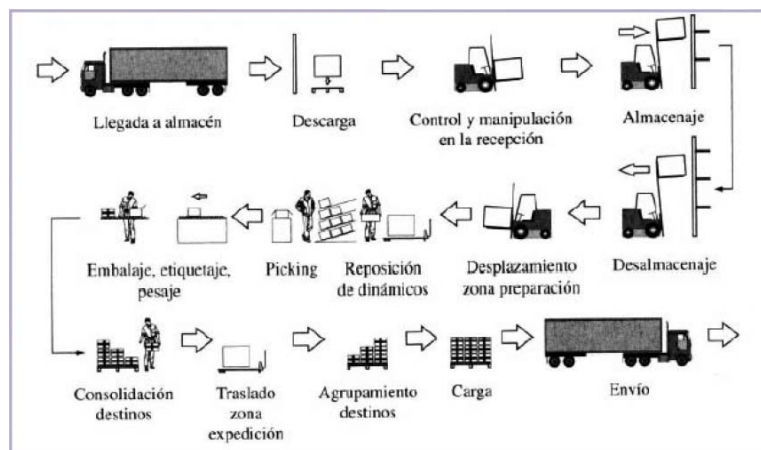 Llegada a almacén
Descarga
Control y manipulación
en la recepción
Almacenaje
Desalmacenaje
Desplazamiento
zona preparación
Reposición
de dinámicos
Picking
Embalaje, etiquetaje,
pesaje
Consolidación
destinos
Traslado
zona
expedición
Agrupamiento
destinos
Carga
Envío